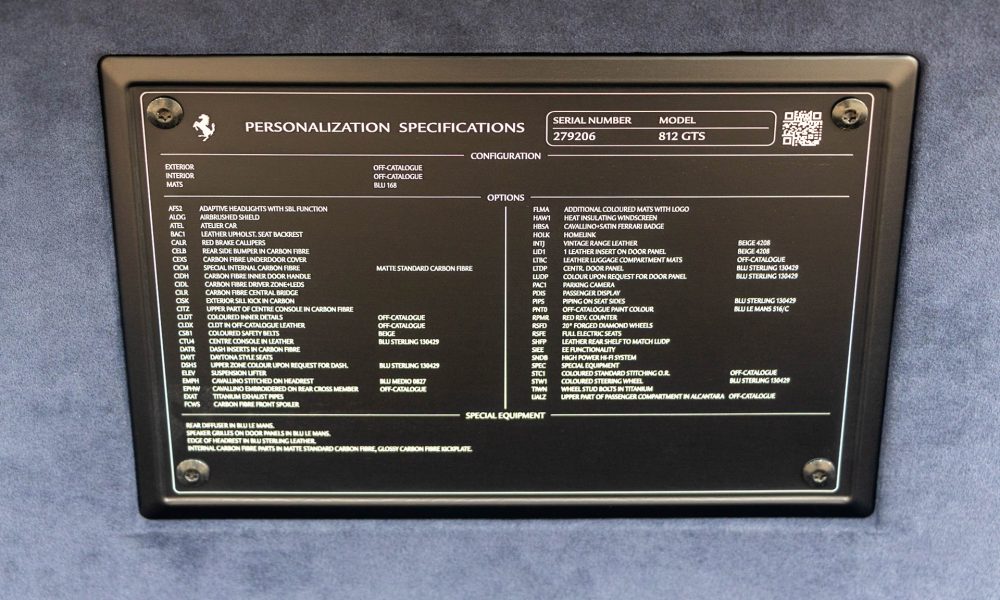 PERSONALIZATION SPECIFICATIONS
SERIAL NUMBER MODEL
279206 812 GTS
CONFIGURATION
EXTERIOR OFF-CATALOGUE
INTERIOR OFF-CATALOGUE
MATS BLU 168
OPTIONS
AFS2 ADAPTIVE HEADLIGHTS WITH SBL FUNCTION
ALOG AIRBRUSHED SHIELD
ATEL ATELIER CAR
BAC1 LEATHER UPHOLST. SEAT BACKREST
CALR RED BRAKE CALLIPERS
CELB REAR SIDE BUMPER IN CARBON FIBRE
CEXS CARBON FIBRE UNDERDOOR COVER
CICM SPECIAL INTERNAL CARBON FIBRE MATTE STANDARD CARBON FIBRE
CIDH CARBON FIBRE INNER DOOR HANDLE
CIDL CARBON FIBRE DRIVER ZONE+LEDS
CILR CARBON FIBRE CENTRAL BRIDGE
CISK EXTERIOR SILL KICK IN CARBON
CITZ UPPER PART OF CENTRE CONSOLE IN CARBON FIBRE
CLDT COLOURED INNER DETAILS OFF-CATALOGUE
CLDX CLDT IN OFF-CATALOGUE LEATHER OFF-CATALOGUE
CSB1 COLOURED SAFETY BELTS BEIGE
CTU4 CENTRE CONSOLE IN LEATHER BLU STERLING 130429
DATR DASH INSERTS IN CARBON FIBRE
DAYT DAYTONA STYLE SEATS
DSH3 UPPER ZONE COLOUR UPON REQUEST FOR DASH. BLU STERLING 130429
ELEV SUSPENSION LIFTER
EMPH CAVALLINO STITCHED ON HEADREST BLU MEDIO 0827
EPHW CAVALLINO EMBROIDERED ON REAR CROSS MEMBER OFF-CATALOGUE
EXAT TITANIUM EXHAUST PIPES
FCWS CARBON FIBRE FRONT SPOILER
FLMA ADDITIONAL COLOURED MATS WITH LOGO
HAW1 HEAT INSULATING WINDSCREEN
HBSA CAVALLINO+SATIN FERRARI BADGE
HOLK HOMELINK
INTJ VINTAGE RANGE LEATHER BEIGE 4208
LID1 1 LEATHER INSERT ON DOOR PANEL BEIGE 4208
LTBC LEATHER LUGGAGE COMPARTMENT MATS OFF-CATALOGUE
LTDP CENTR. DOOR PANEL BLU STERLING 130429
LUDP COLOUR UPON REQUEST FOR DOOR PANEL BLU STERLING 130429
PAC1 PARKING CAMERA
PDIS PASSENGER DISPLAY
PIPS PIPING ON SEAT SIDES BLU STERLING 130429
PNT0 OFF-CATALOGUE PAINT COLOUR BLU LE MANS 516/C
RPMR RED REV. COUNTER
RSFD 20" FORGED DIAMOND WHEELS
RSFE FULL ELECTRIC SEATS
SHFP LEATHER REAR SHELF TO MATCH LUDP
SIEE EE FUNCTIONALITY
SNDB HIGH POWER HI-FI SYSTEM
SPEC SPECIAL EQUIPMENT
STC1 COLOURED STANDARD STITCHING O.R. OFF-CATALOGUE
STW1 COLOURED STEERING WHEEL BLU STERLING 130429
TIWN WHEEL STUD BOLTS IN TITANIUM
UALZ UPPER PART OF PASSENGER COMPARTMENT IN ALCANTARA OFF-CATALOGUE
SPECIAL EQUIPMENT
REAR DIFFUSER IN BLU LE MANS.
SPEAKER GRILLES ON DOOR PANELS IN BLU LE MANS.
EDGE OF HEADREST IN BLU STERLING LEATHER.
INTERNAL CARBON FIBRE PARTS IN MATTE STANDARD CARBON FIBRE, GLOSSY CARBON FIBRE KICKPLATE.